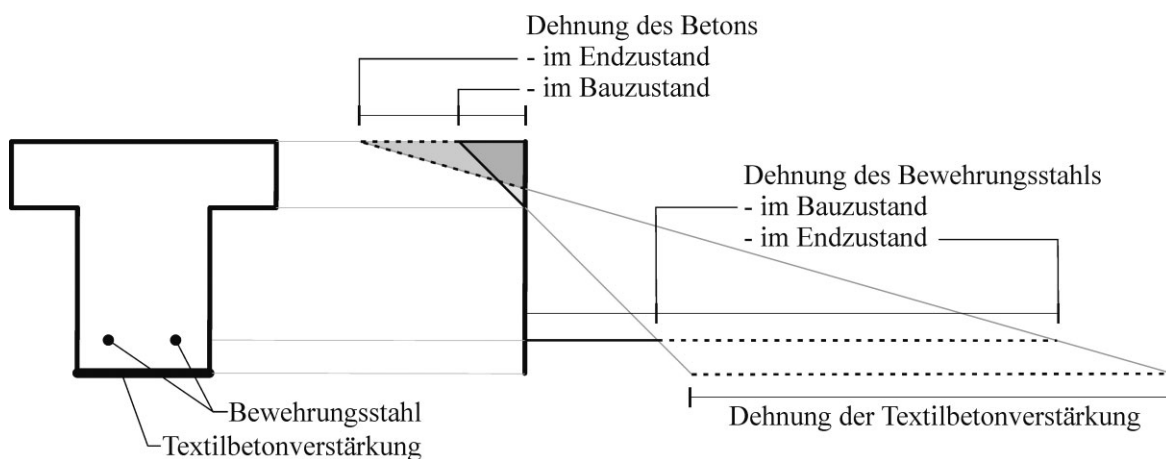 Dehnung des Betons
- im Endzustand
- im Bauzustand
Dehnung des Bewehrungsstahls
- im Bauzustand
- im Endzustand
Bewehrungsstahl
Textilbetonverstärkung
Dehnung der Textilbetonverstärkung